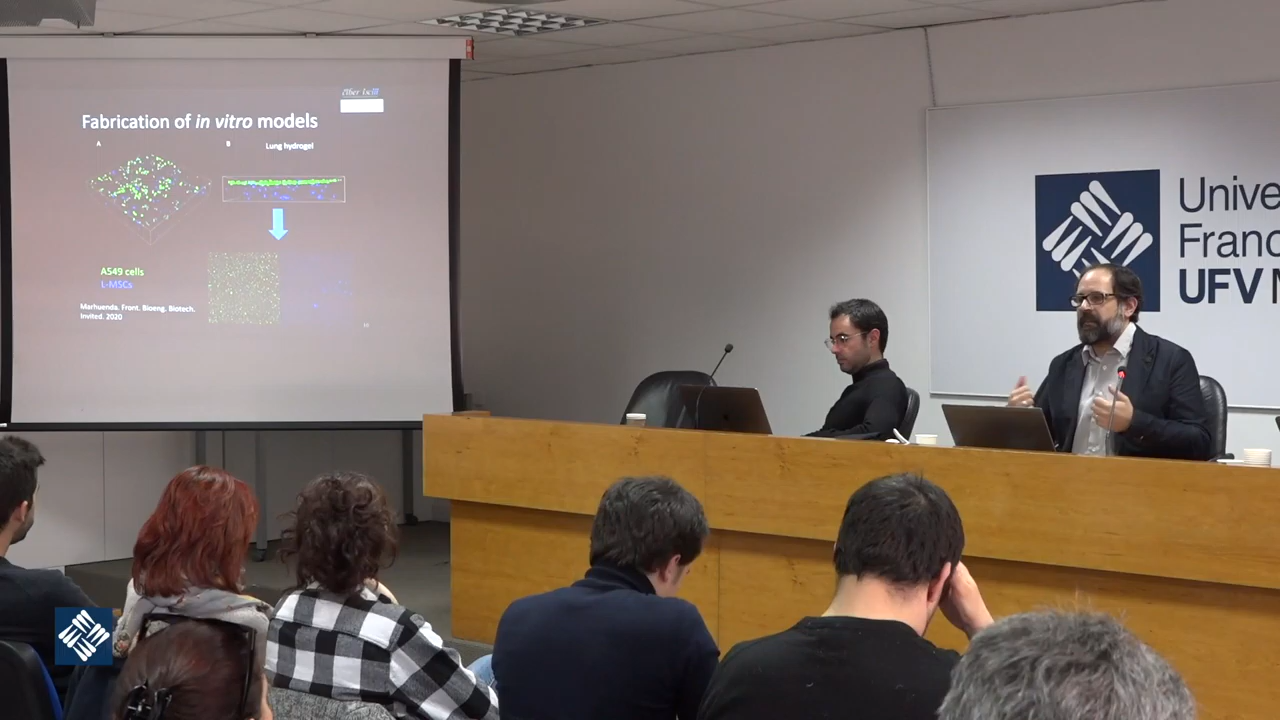 Fabrication of in vitro models
A
B
Lung hydrogel
A549 cells
L-MSCs
Marhuenda. Front. Bioeng. Biotech.
Invited. 2020
Unive
Franc
UFV